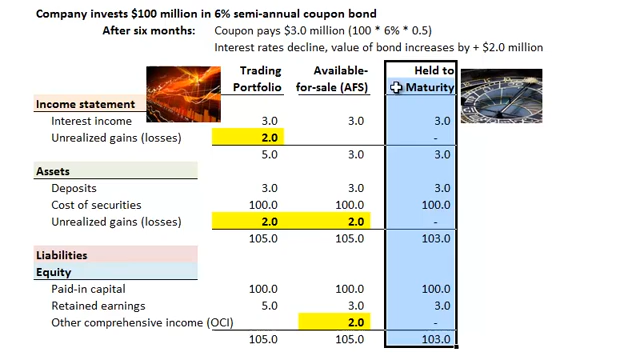 Company invests $100 million in 6% semi-annual coupon bond
After six months: Coupon pays $3.0 million (100 * 6% * 0.5)
Interest rates decline, value of bond increases by + $2.0 million
Trading Available- Held to
Portfolio for-sale (AFS) Maturity
Income statement
Interest income 3.0 3.0 3.0
Unrealized gains (losses) 2.0 -
5.0 3.0 3.0
Assets
Deposits 3.0 3.0 3.0
Cost of securities 100.0 100.0 100.0
Unrealized gains (losses) 2.0 2.0 -
105.0 105.0 103.0
Liabilities
Equity
Paid-in capital 100.0 100.0 100.0
Retained earnings 5.0 3.0 3.0
Other comprehensive income (OCI) 2.0 -
105.0 105.0 103.0